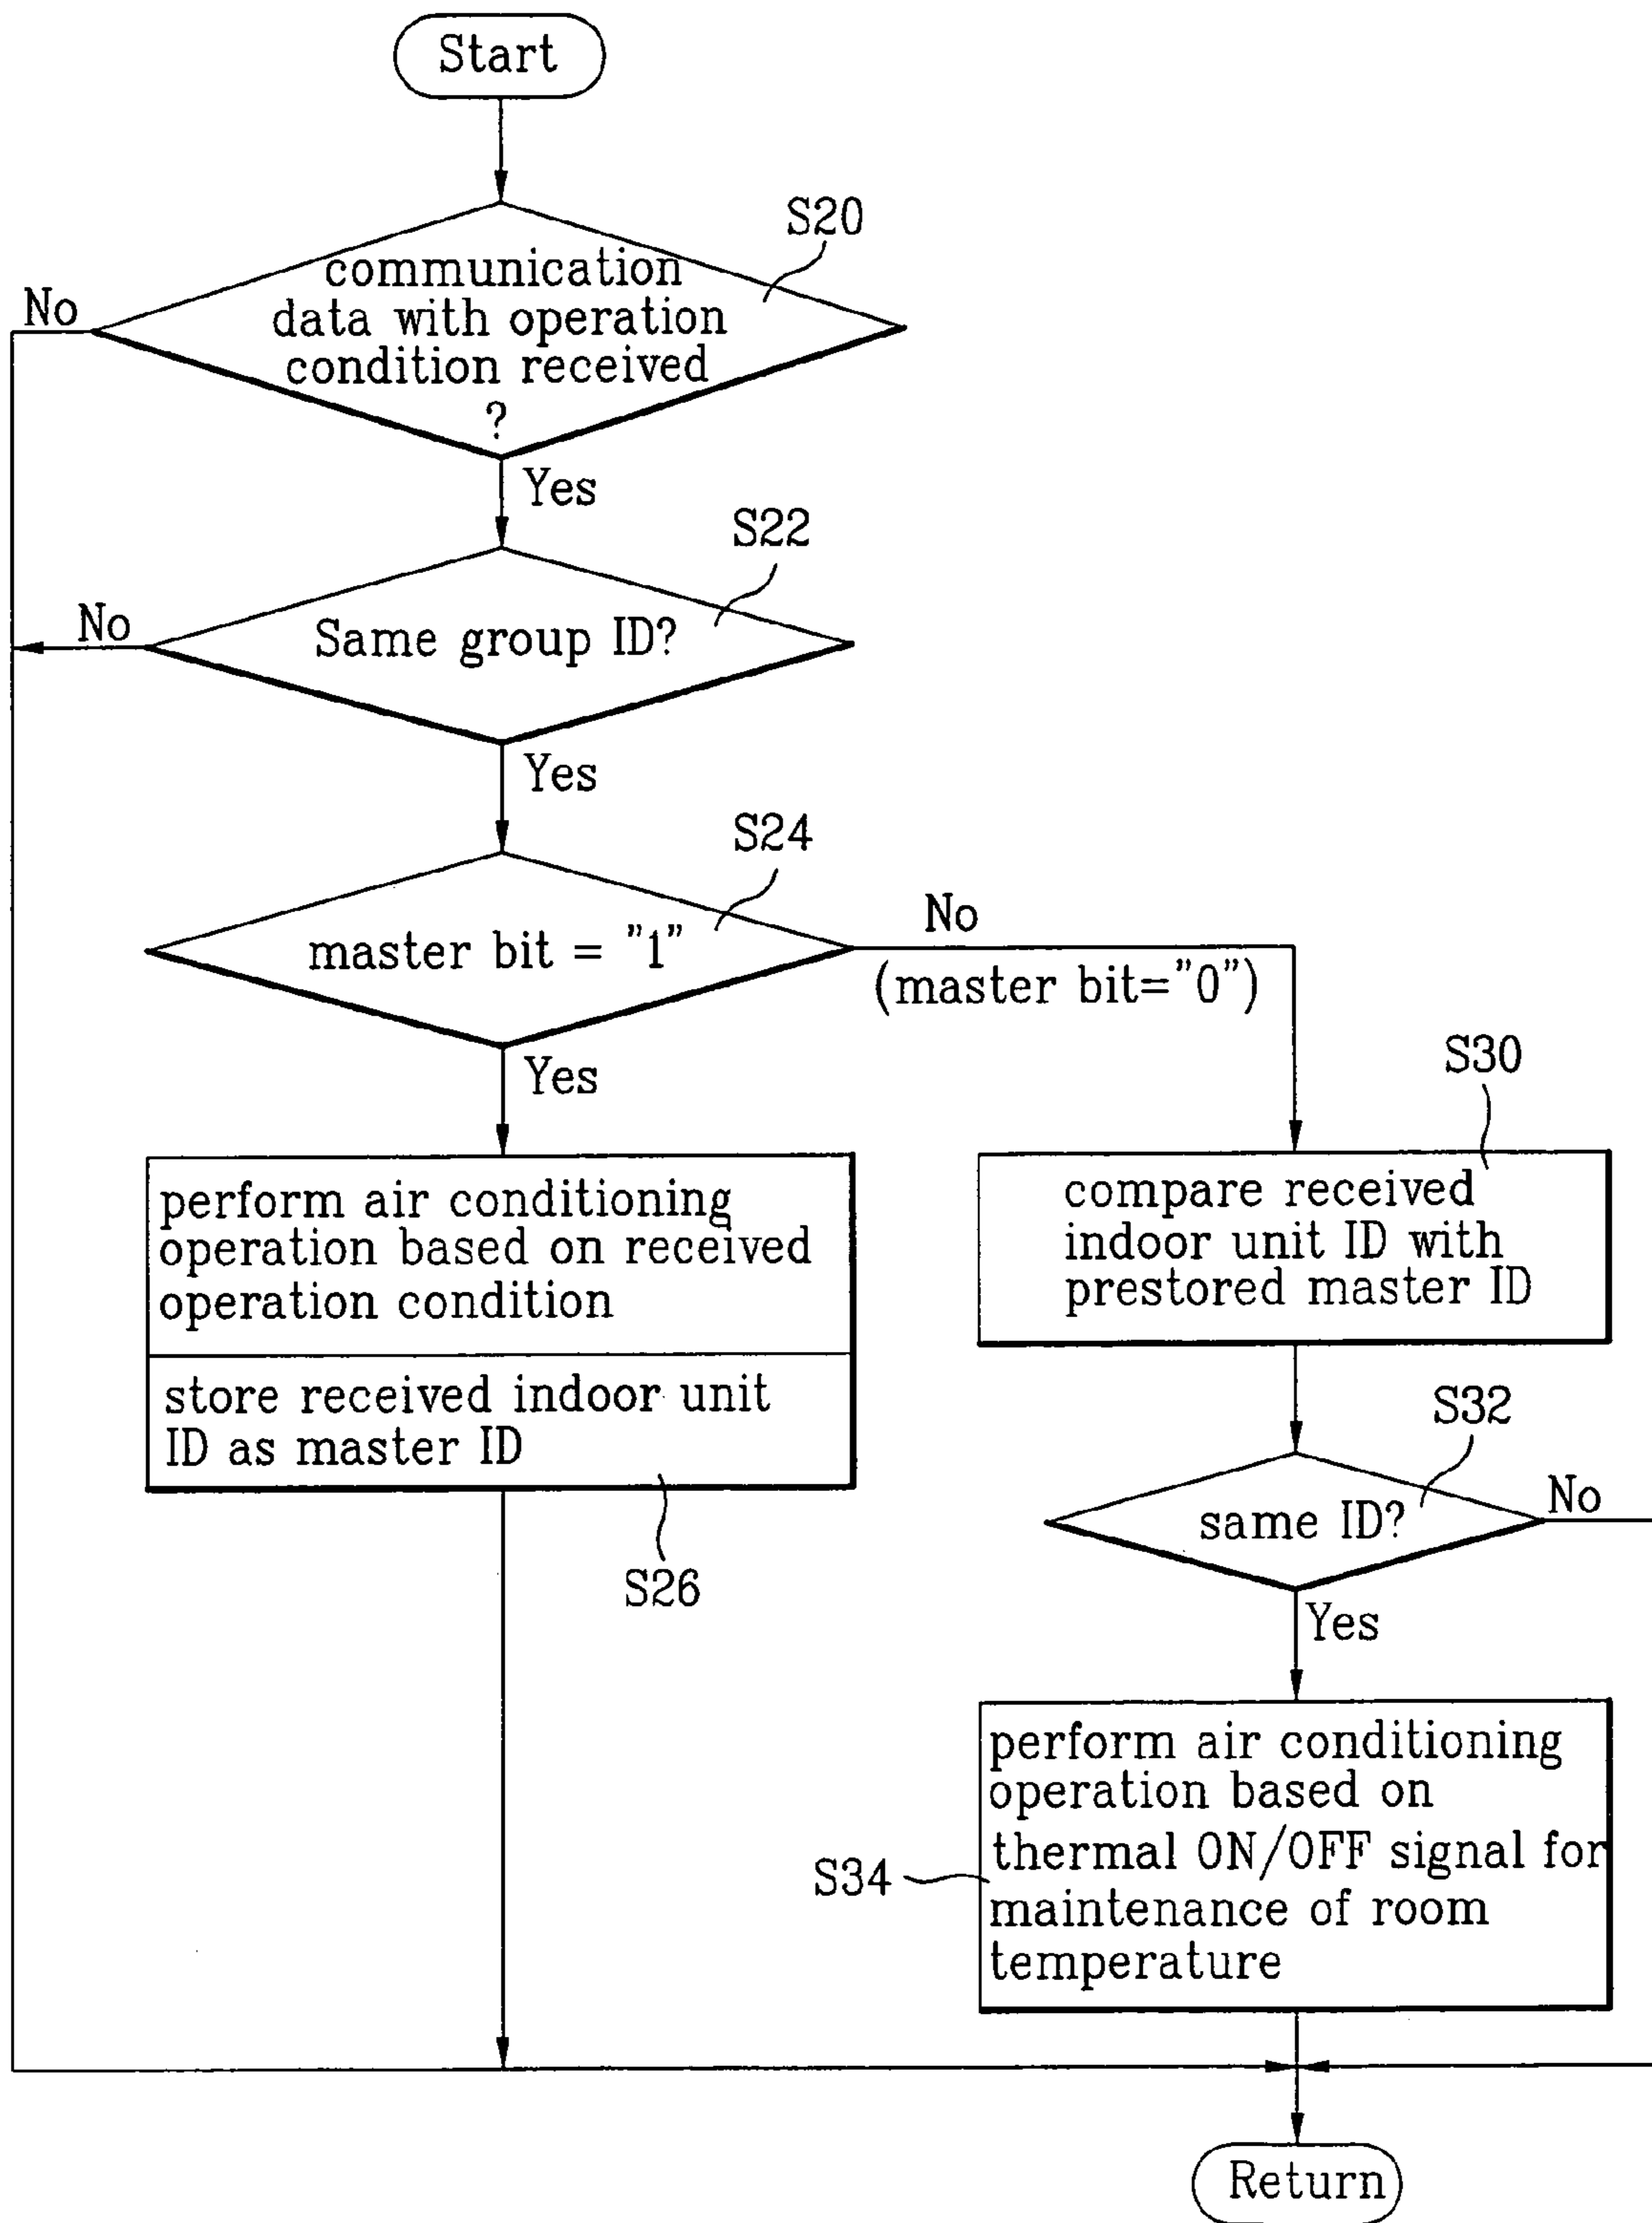 Start
S20
communication
data with operation
condition received
?
No
Yes
S22
Same group ID?
No
Yes
S24
master bit = "1"
No
(master bit="0")
Yes
perform air conditioning
operation based on received
operation condition
store received indoor unit
ID as master ID
S26
S30
compare received
indoor unit ID with
prestored master ID
S32
same ID?
No
Yes
perform air conditioning
operation based on
thermal ON/OFF signal for
maintenance of room
temperature
S34
Return